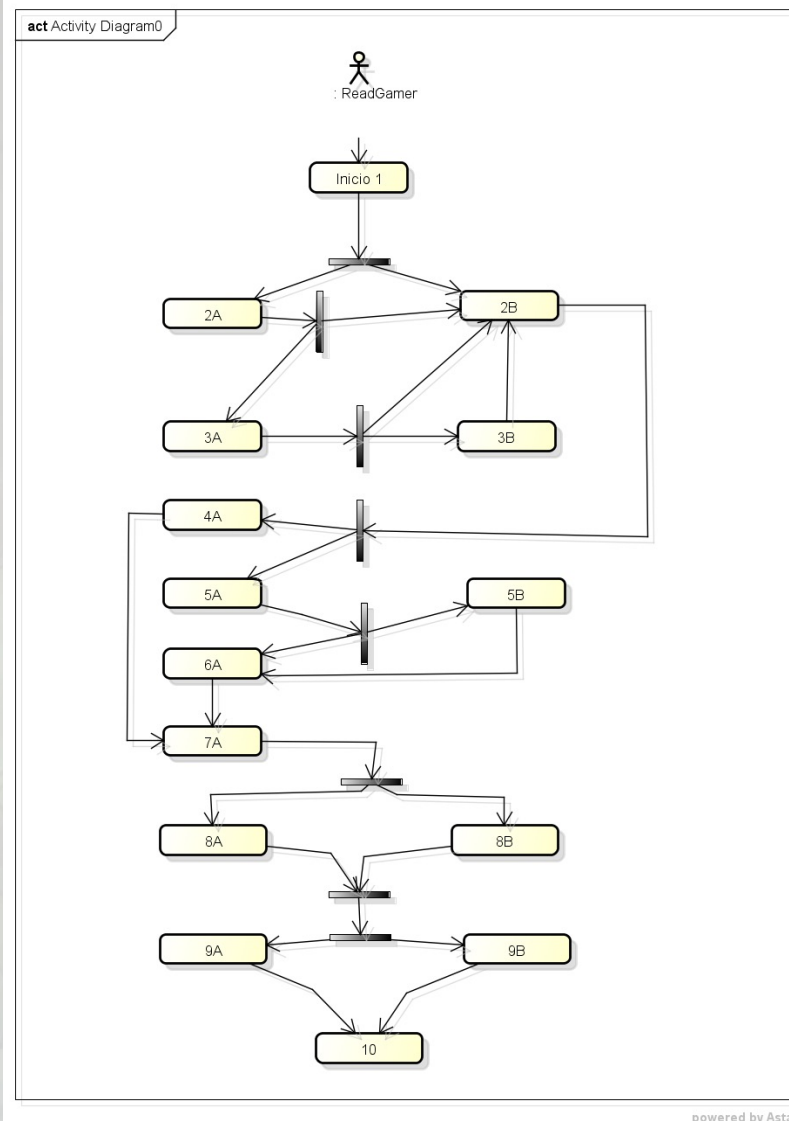 act Activity Diagram0
: ReadGamer
Inicio 1
2A
2B
3A
3B
4A
5A
5B
6A
7A
8A
8B
9A
9B
10
powered by Asta